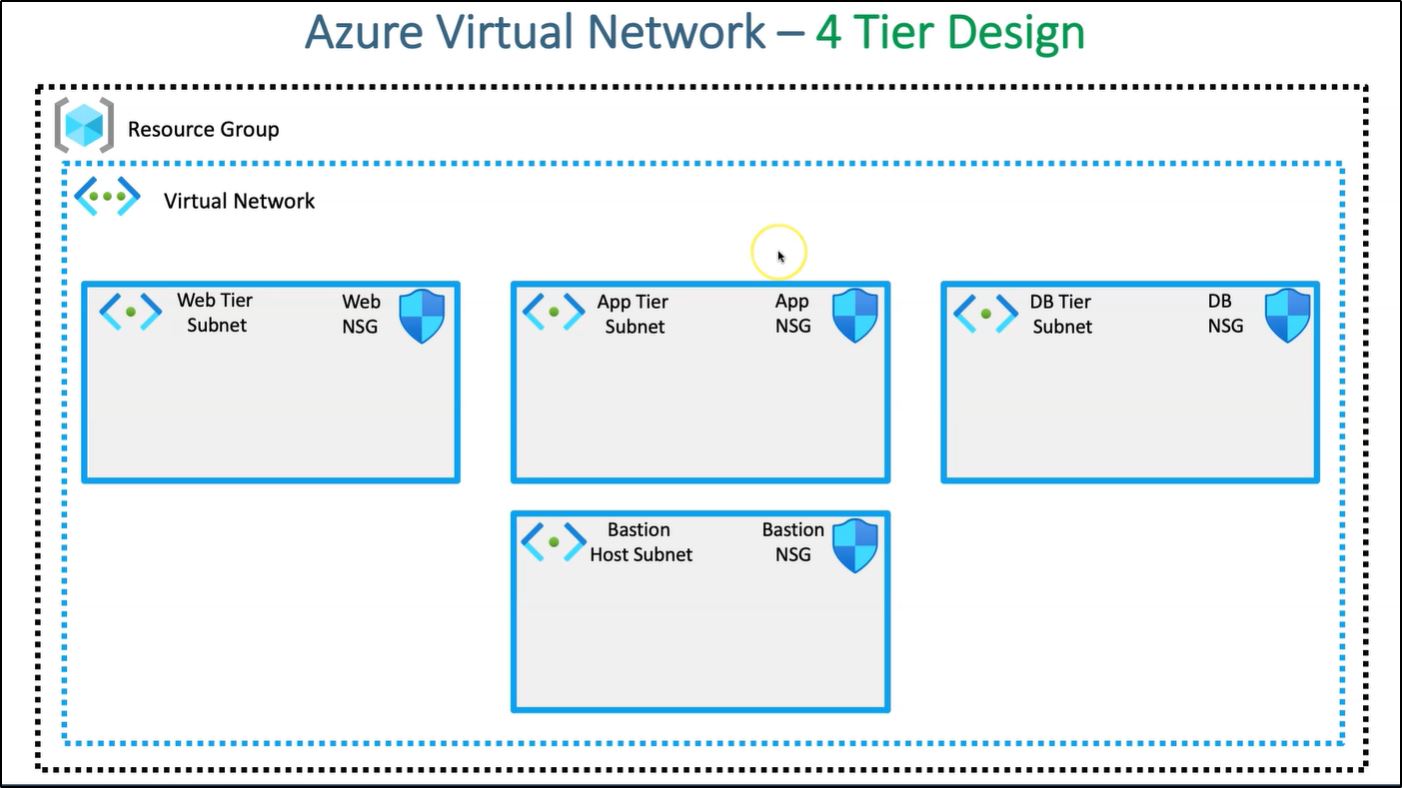 Azure Virtual Network – 4 Tier Design
Resource Group
Virtual Network
Web Tier
Subnet
Web
NSG
App Tier
Subnet
App
NSG
DB Tier
Subnet
DB
NSG
Bastion
Host Subnet
Bastion
NSG